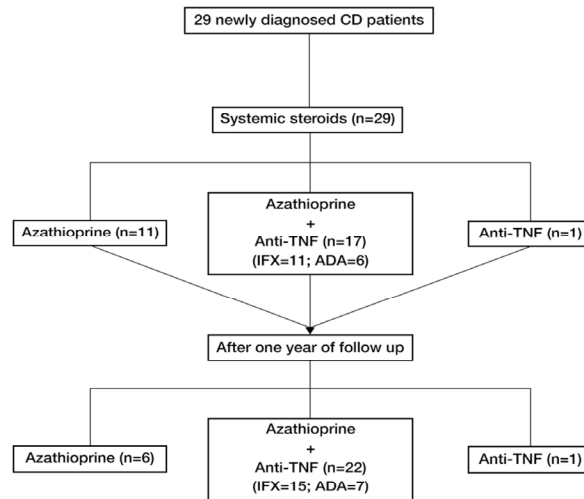 29 newly diagnosed CD patients
Systemic steroids (n=29)
Azathioprine (n=11)
Azathioprine
+
Anti-TNF (n=17)
(IFX=11; ADA=6)
Anti-TNF (n=1)
After one year of follow up
Azathioprine (n=6)
Azathioprine
+
Anti-TNF (n=22)
(IFX=15; ADA=7)
Anti-TNF (n=1)